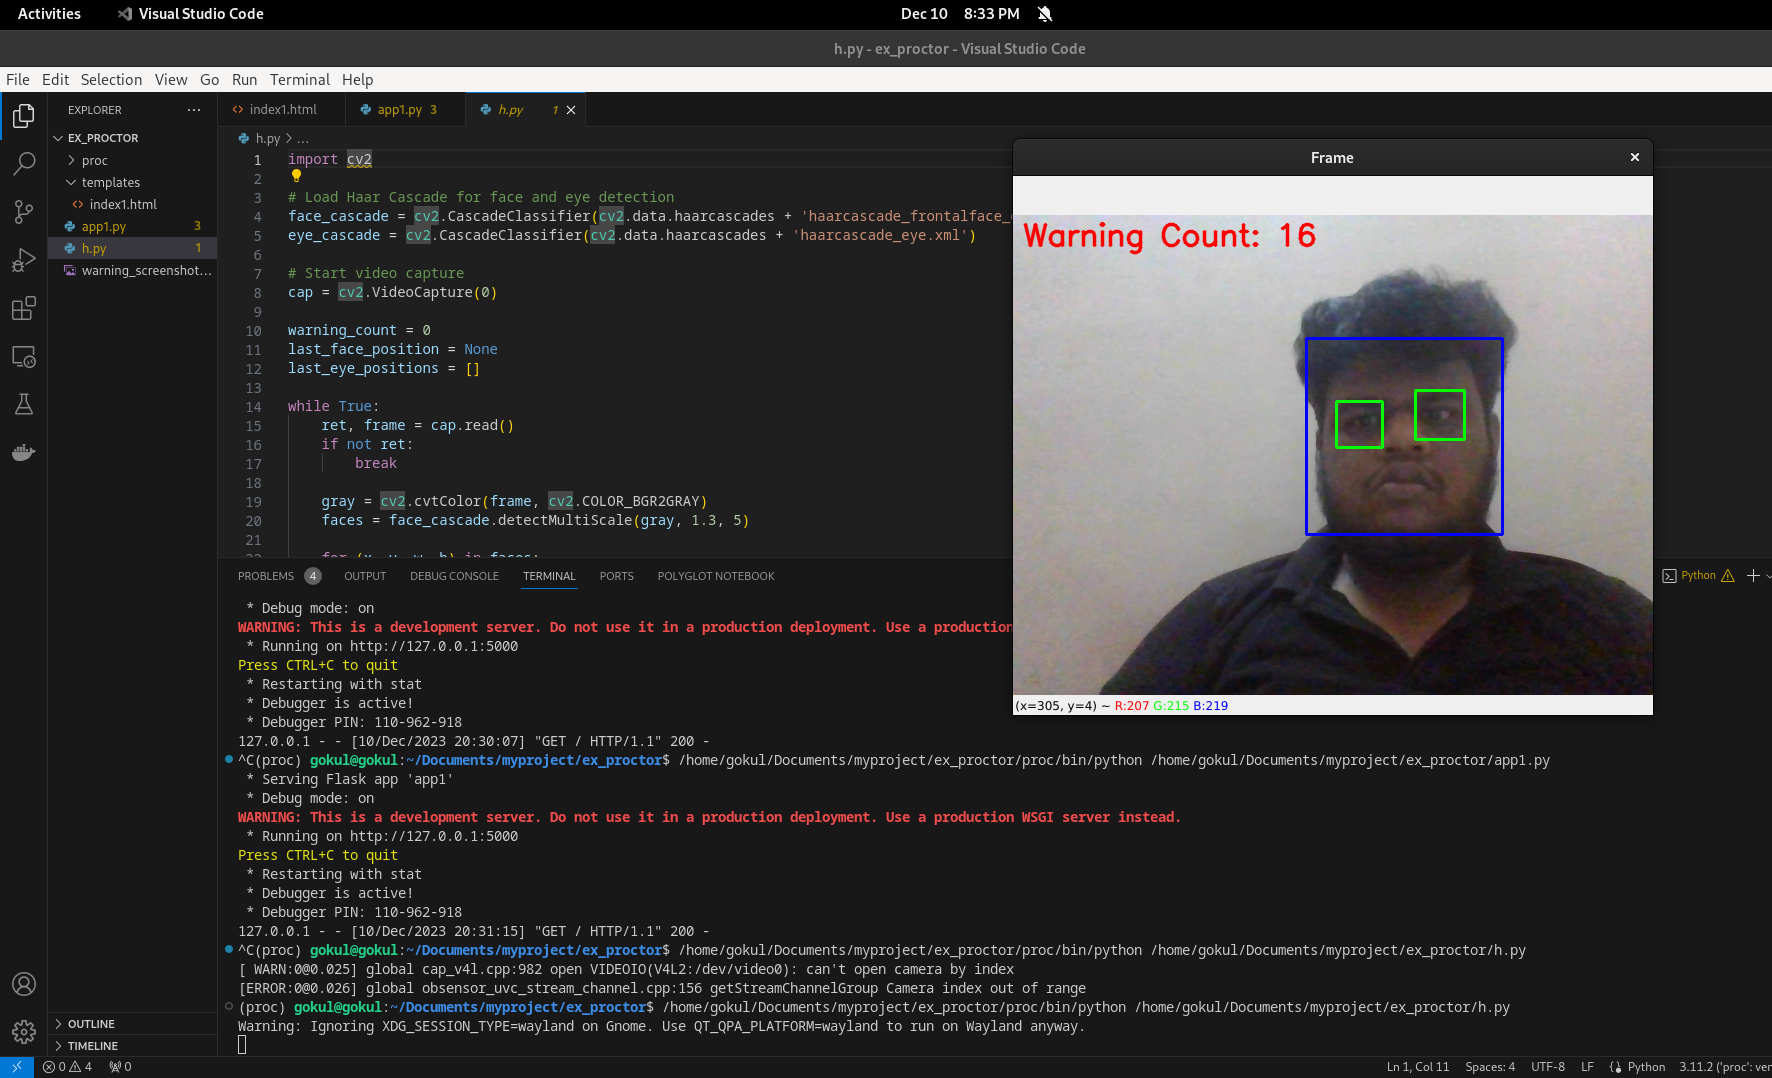 Activities Visual Studio Code Dec 10 8:33 PM
h.py - ex_proctor - Visual Studio Code
File Edit Selection View Go Run Terminal Help
EXPLORER ...
index1.html app1.py 3 h.py 1
EX_PROCTOR
proc
templates
index1.html
app1.py 3
h.py 1
warning_screenshot...
h.py > ...
1 import cv2
2
3 # Load Haar Cascade for face and eye detection
4 face_cascade = cv2.CascadeClassifier(cv2.data.haarcascades + 'haarcascade_frontalface_
5 eye_cascade = cv2.CascadeClassifier(cv2.data.haarcascades + 'haarcascade_eye.xml')
6
7 # Start video capture
8 cap = cv2.VideoCapture(0)
9
10 warning_count = 0
11 last_face_position = None
12 last_eye_positions = []
13
14 while True:
15 ret, frame = cap.read()
16 if not ret:
17 break
18
19 gray = cv2.cvtColor(frame, cv2.COLOR_BGR2GRAY)
20 faces = face_cascade.detectMultiScale(gray, 1.3, 5)
21
Frame
Warning Count: 16
(x=305, y=4) ~ R:207 G:215 B:219
PROBLEMS 4 OUTPUT DEBUG CONSOLE TERMINAL PORTS POLYGLOT NOTEBOOK
Python
* Debug mode: on
WARNING: This is a development server. Do not use it in a production deployment. Use a production
* Running on http://127.0.0.1:5000
Press CTRL+C to quit
* Restarting with stat
* Debugger is active!
* Debugger PIN: 110-962-918
127.0.0.1 - - [10/Dec/2023 20:30:07] "GET / HTTP/1.1" 200 -
^C(proc) gokul@gokul:~/Documents/myproject/ex_proctor$ /home/gokul/Documents/myproject/ex_proctor/proc/bin/python /home/gokul/Documents/myproject/ex_proctor/app1.py
* Serving Flask app 'app1'
* Debug mode: on
WARNING: This is a development server. Do not use it in a production deployment. Use a production WSGI server instead.
* Running on http://127.0.0.1:5000
Press CTRL+C to quit
* Restarting with stat
* Debugger is active!
* Debugger PIN: 110-962-918
127.0.0.1 - - [10/Dec/2023 20:31:15] "GET / HTTP/1.1" 200 -
^C(proc) gokul@gokul:~/Documents/myproject/ex_proctor$ /home/gokul/Documents/myproject/ex_proctor/proc/bin/python /home/gokul/Documents/myproject/ex_proctor/h.py
[ WARN:0@0.025] global cap_v4l.cpp:982 open VIDEOIO(V4L2:/dev/video0): can't open camera by index
[ERROR:0@0.026] global obsensor_uvc_stream_channel.cpp:156 getStreamChannelGroup Camera index out of range
(proc) gokul@gokul:~/Documents/myproject/ex_proctor$ /home/gokul/Documents/myproject/ex_proctor/proc/bin/python /home/gokul/Documents/myproject/ex_proctor/h.py
Warning: Ignoring XDG_SESSION_TYPE=wayland on Gnome. Use QT_QPA_PLATFORM=wayland to run on Wayland anyway.
OUTLINE
TIMELINE
0 4 0 Ln 1, Col 11 Spaces: 4 UTF-8 LF Python 3.11.2 ('proc': ver